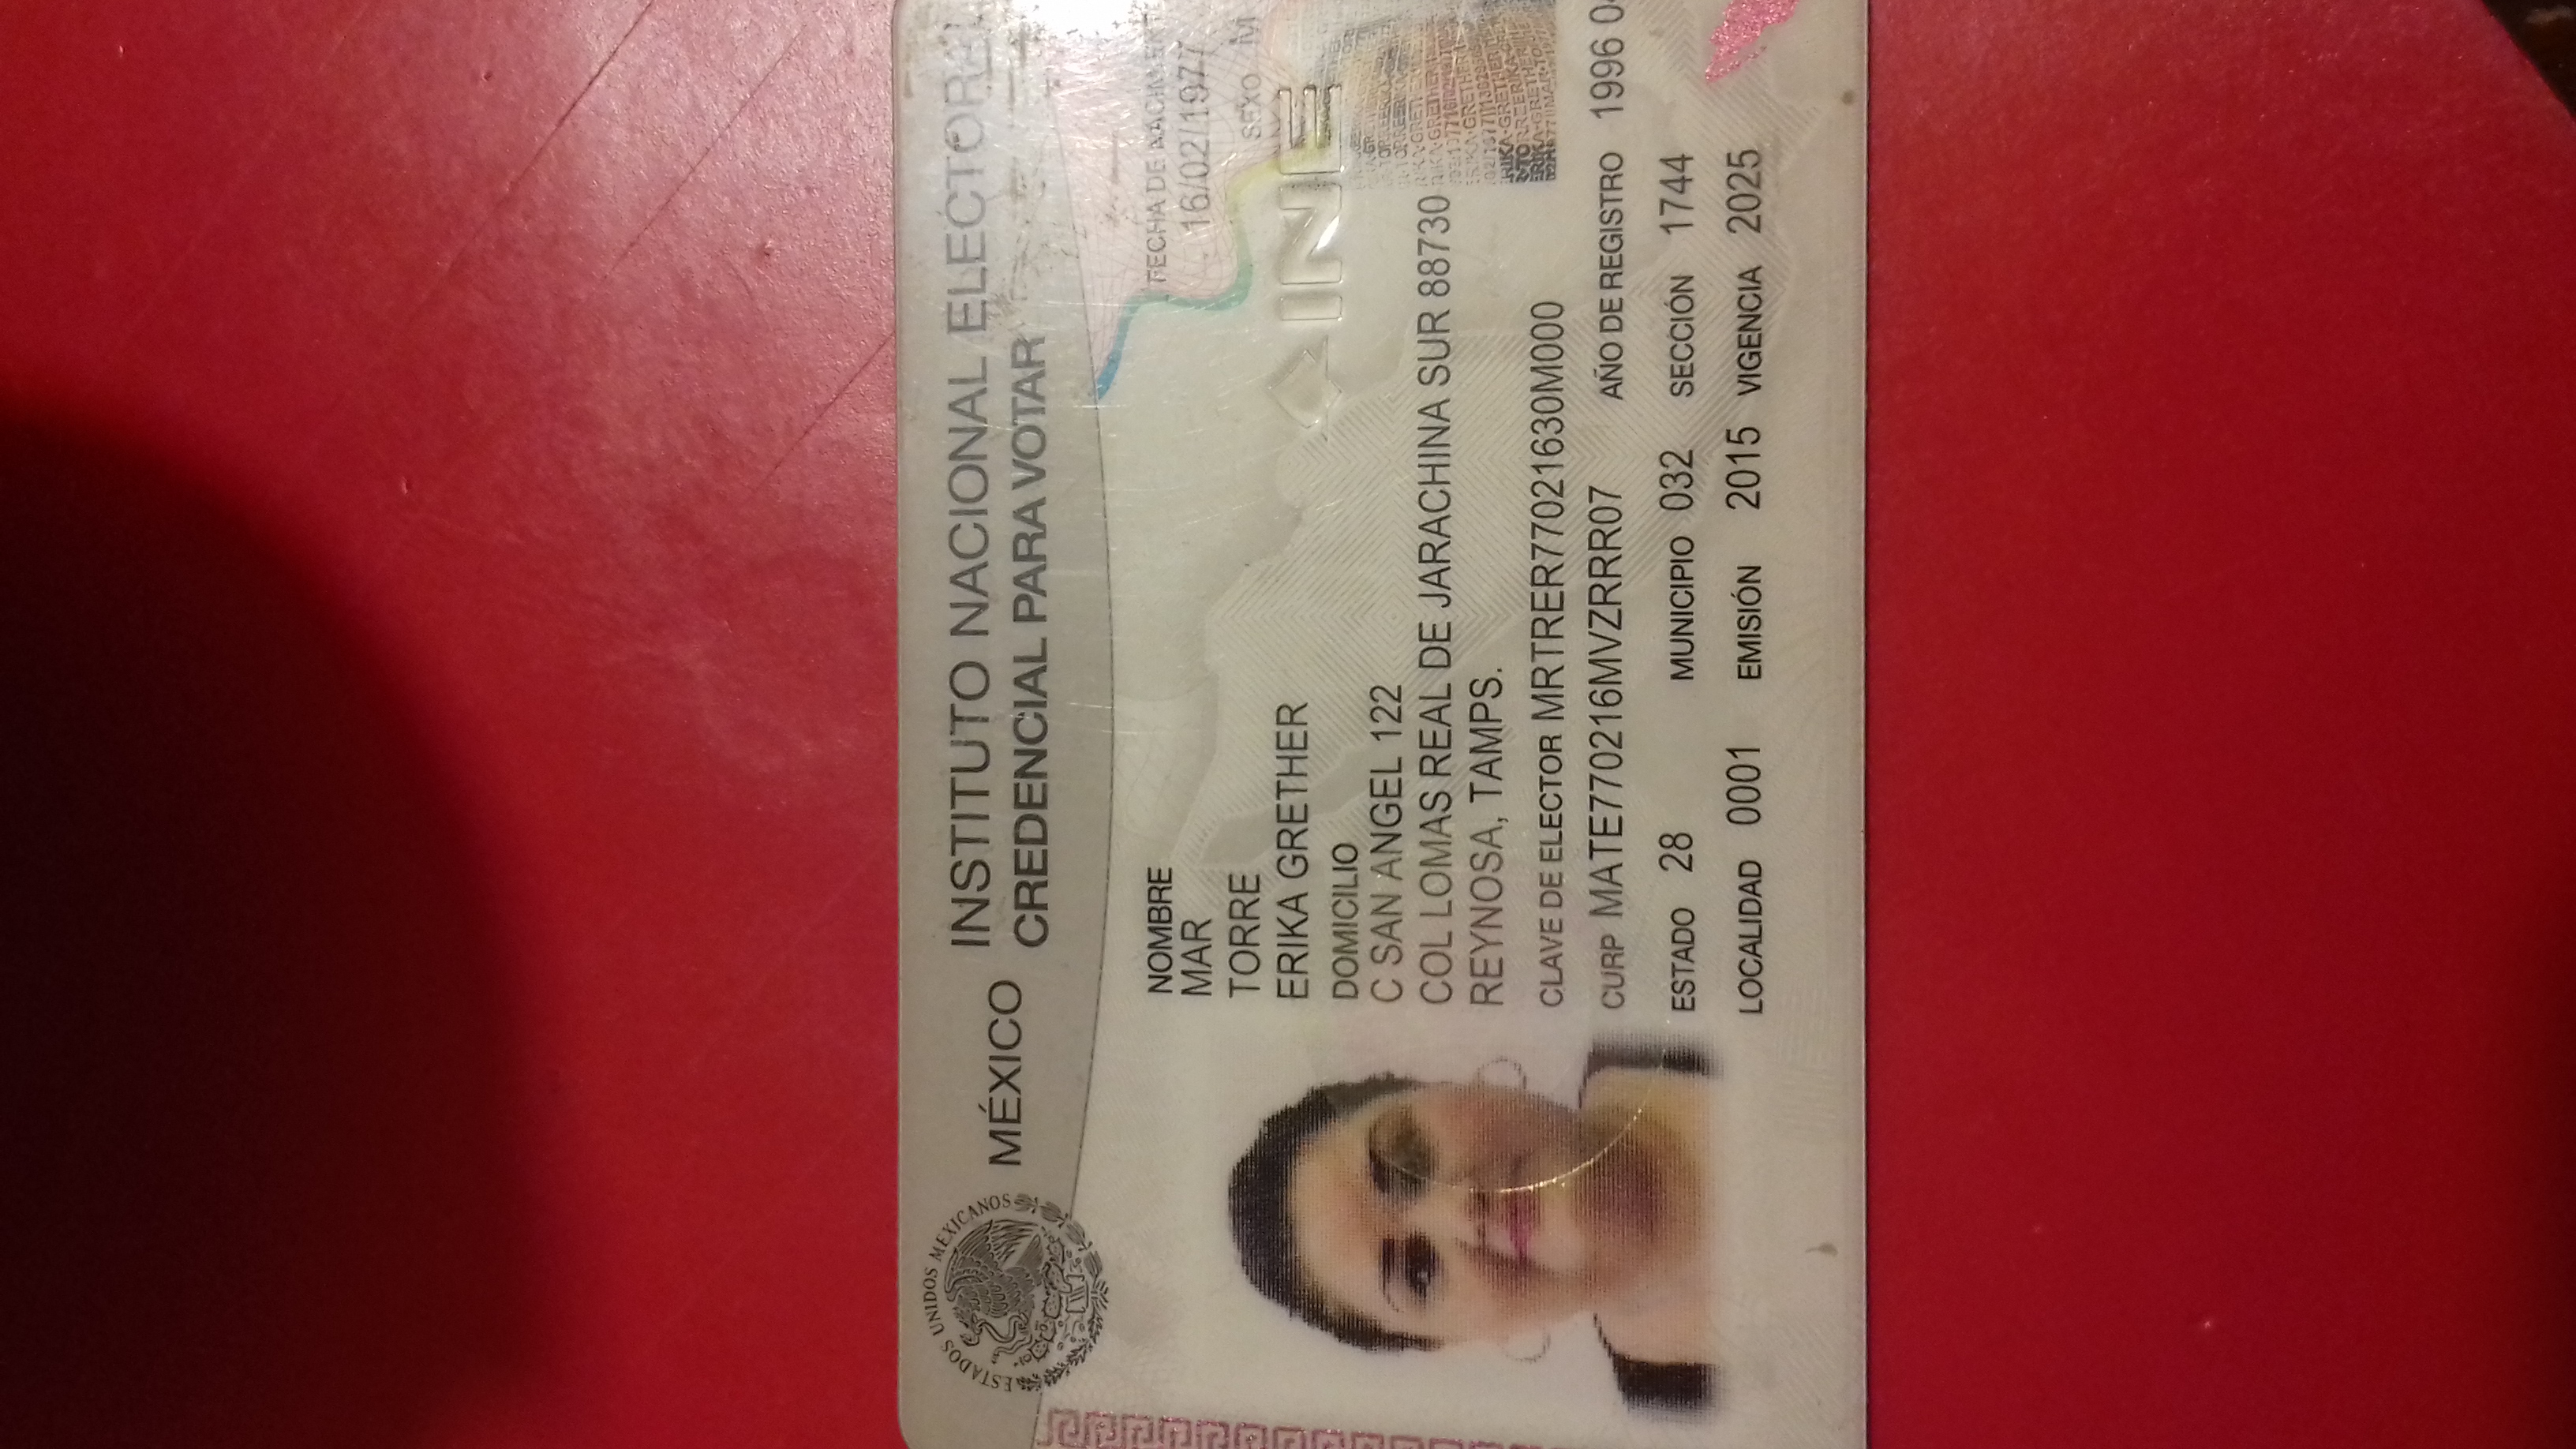 ESTADOS UNIDOS MEXICANOS
MÉXICO INSTITUTO NACIONAL ELECTORAL
CREDENCIAL PARA VOTAR
NOMBRE
MAR
TORRE
ERIKA GRETHER
FECHA DE NACIMIENTO
16/02/1977
SEXO M
INE
DOMICILIO
C SAN ANGEL 122
COL LOMAS REAL DE JARACHINA SUR 88730
REYNOSA, TAMPS.
CLAVE DE ELECTOR MRTRER77021630M000
CURP MATE770216MVZRRR07 AÑO DE REGISTRO 1996
ESTADO 28 MUNICIPIO 032 SECCIÓN 1744
LOCALIDAD 0001 EMISIÓN 2015 VIGENCIA 2025